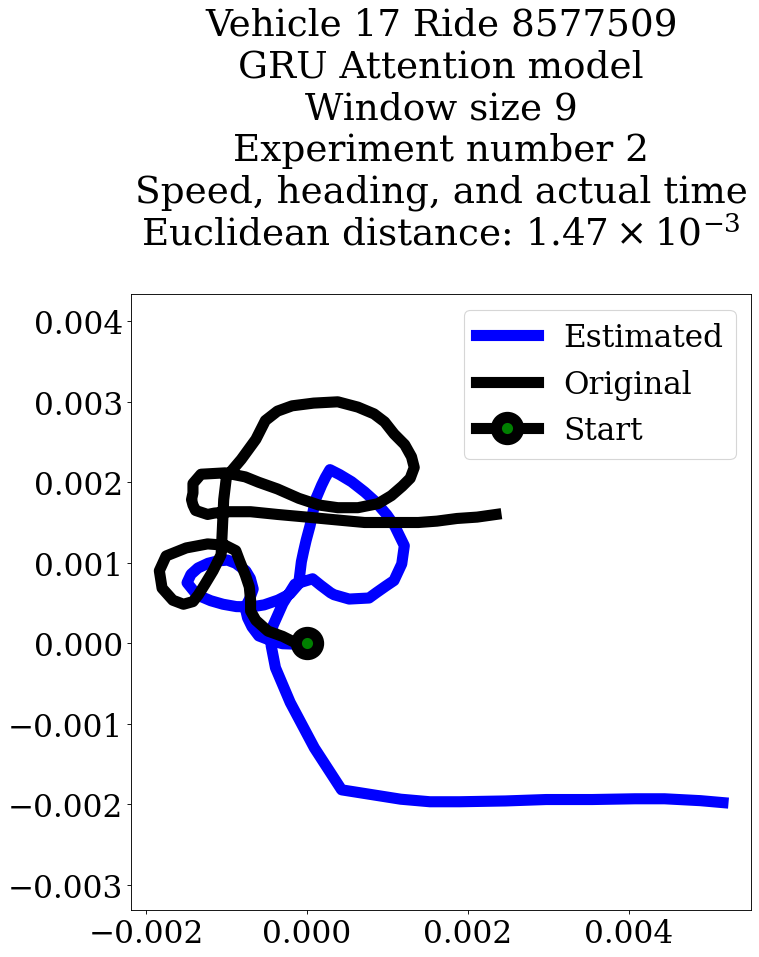 Vehicle 17 Ride 8577509
GRU Attention model
Window size 9
Experiment number 2
Speed, heading, and actual time
Euclidean distance: 1.47 × 10⁻³
Estimated
Original
Start
0.004
0.003
0.002
0.001
0.000
−0.001
−0.002
−0.003
−0.002 0.000 0.002 0.004